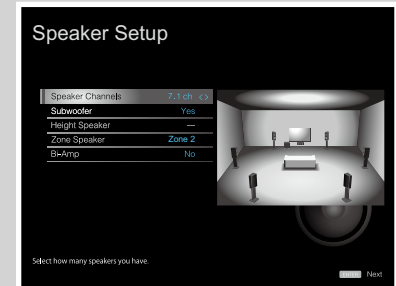 Speaker Setup
Speaker Channels 7.1 ch <>
Subwoofer Yes
Height Speaker —
Zone Speaker Zone 2
Bi-Amp No
Select how many speakers you have.
ENTER Next